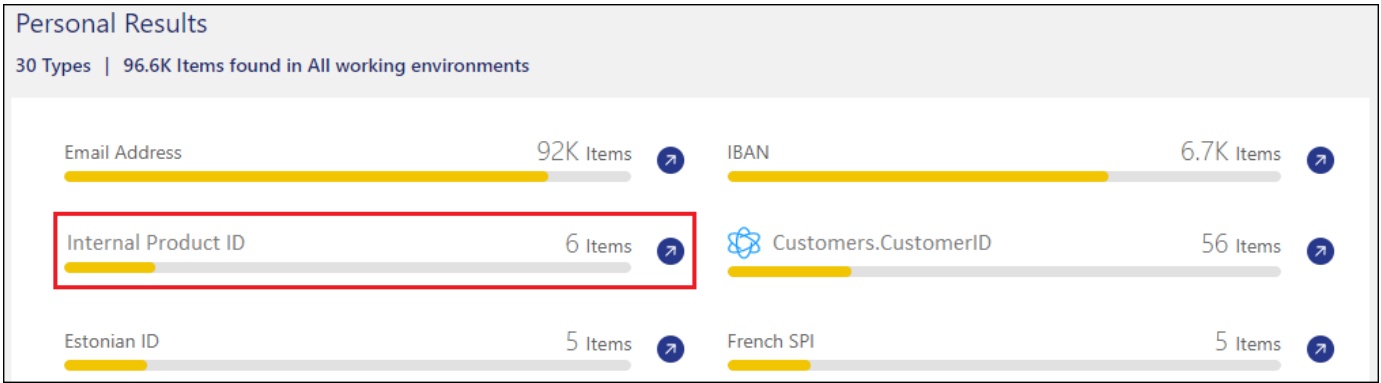 Personal Results
30 Types | 96.6K Items found in All working environments
Email Address 92K Items
IBAN 6.7K Items
Internal Product ID 6 Items
Customers.CustomerID 56 Items
Estonian ID 5 Items
French SPI 5 Items